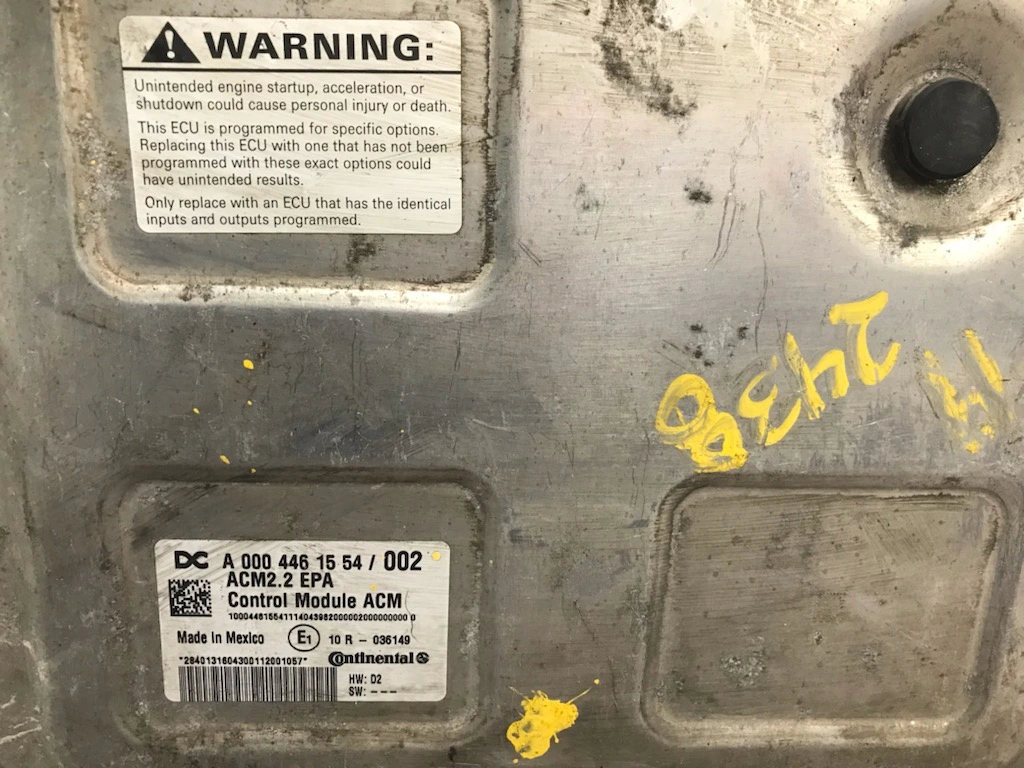 WARNING:
Unintended engine startup, acceleration, or
shutdown could cause personal injury or death.
This ECU is programmed for specific options.
Replacing this ECU with one that has not been
programmed with these exact options could
have unintended results.
Only replace with an ECU that has the identical
inputs and outputs programmed.
2438
DC A 000 446 15 54 / 002
ACM2.2 EPA
Control Module ACM
Made in Mexico E1 10 R - 036149
*2840131604300112001057* Continental
HW: D2
SW: ---